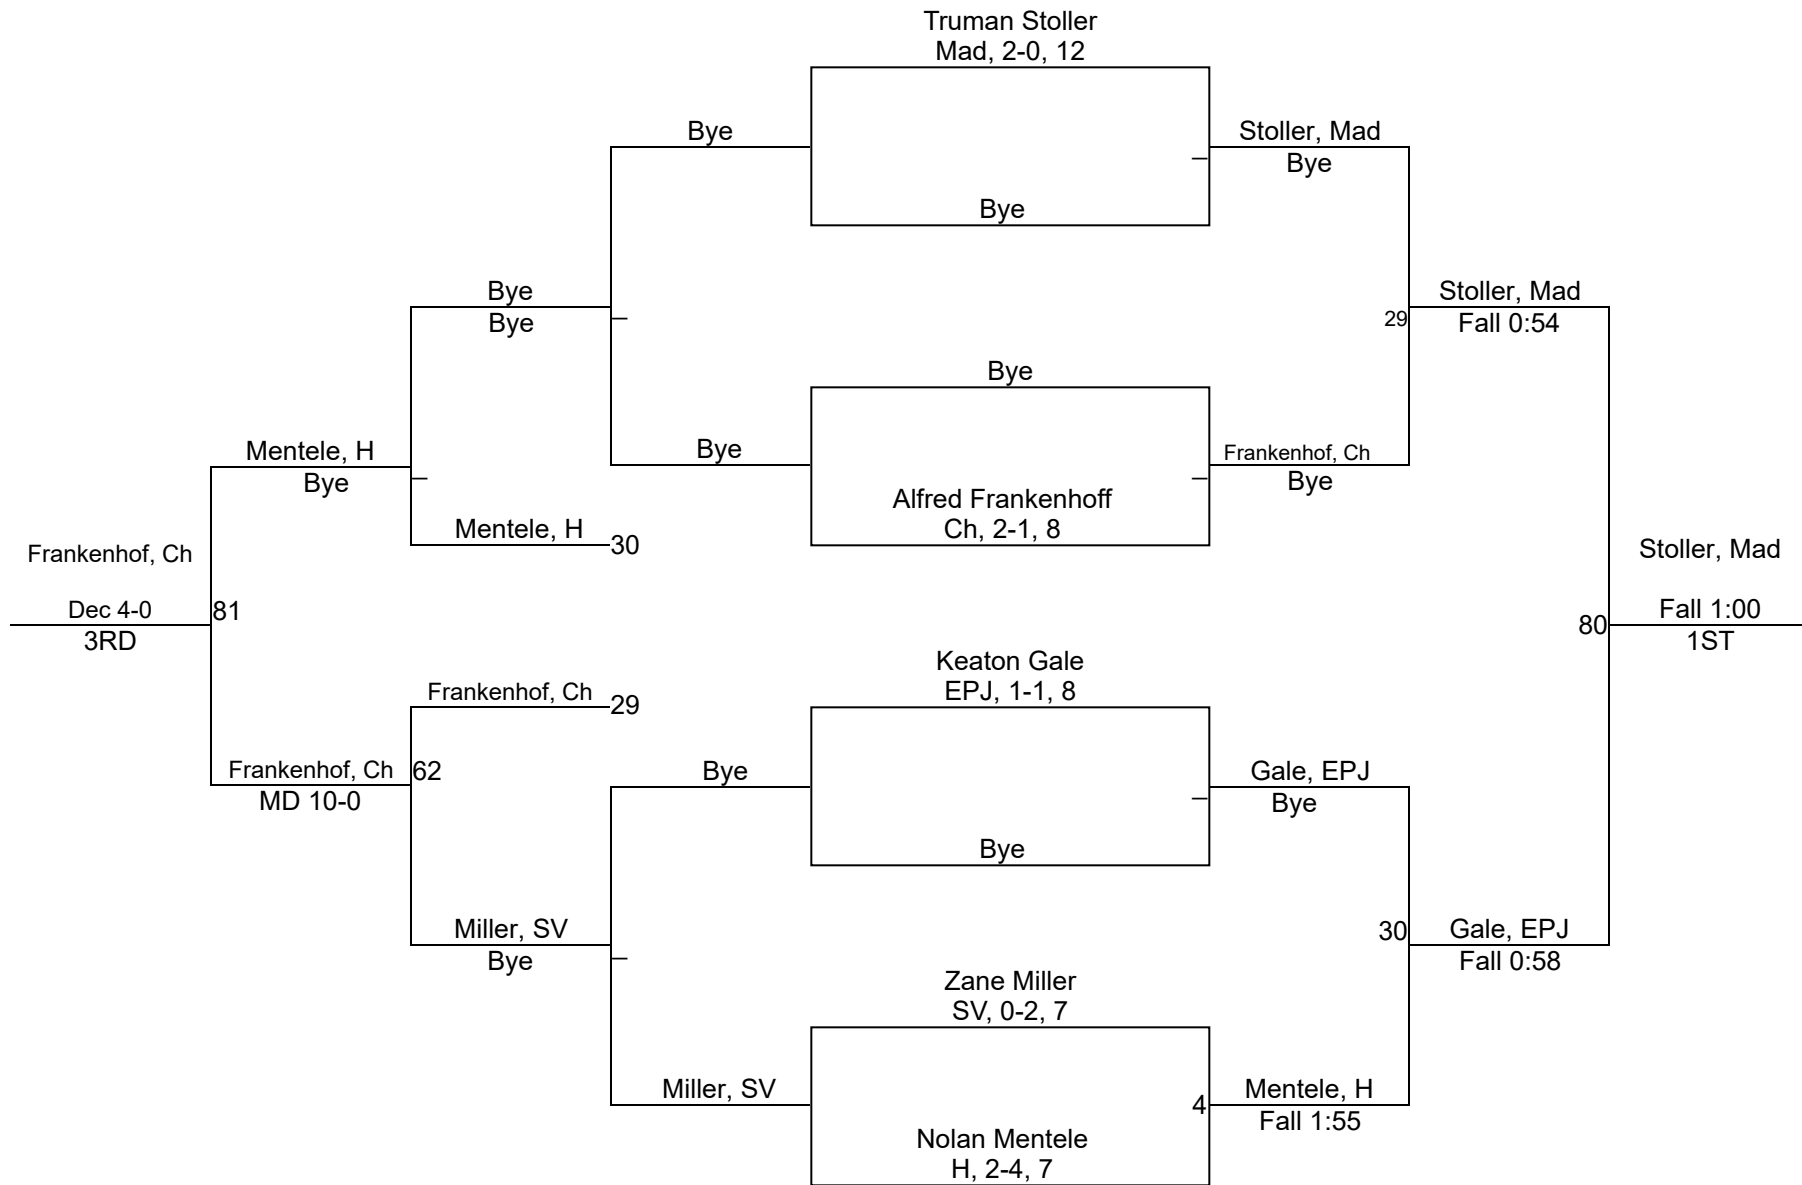 Truman Stoller
Mad, 2-0, 12
Bye
Stoller, Mad
Bye
Bye
Bye
Bye
Stoller, Mad
29
Fall 0:54
Bye
Mentele, H
Bye
Bye
Frankenhof, Ch
Bye
Alfred Frankenhoff
Ch, 2-1, 8
Mentele, H
30
Frankenhof, Ch
Stoller, Mad
Dec 4-0
81
3RD
Fall 1:00
80
1ST
Keaton Gale
EPJ, 1-1, 8
Frankenhof, Ch
29
Frankenhof, Ch
62
MD 10-0
Bye
Gale, EPJ
Bye
Bye
Miller, SV
Bye
30
Gale, EPJ
Fall 0:58
Zane Miller
SV, 0-2, 7
Miller, SV
4
Mentele, H
Fall 1:55
Nolan Mentele
H, 2-4, 7